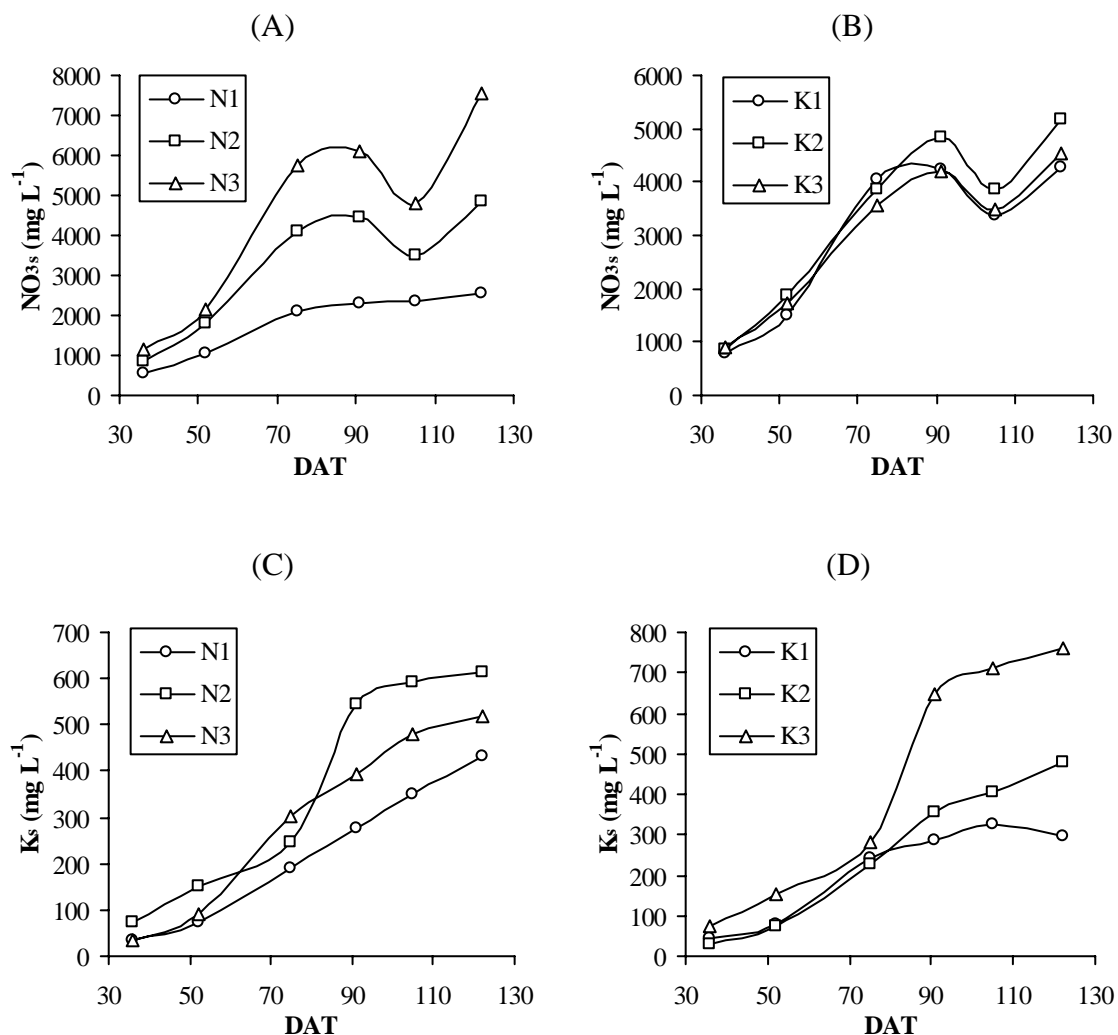 (A)
8000
7000
6000
5000
4000
3000
2000
1000
0
NO3s (mg L-1)
N1
N2
N3
30 50 70 90 110 130
DAT
(B)
6000
5000
4000
3000
2000
1000
0
NO3s (mg L-1)
K1
K2
K3
30 50 70 90 110 130
DAT
(C)
700
600
500
400
300
200
100
0
Ks (mg L-1)
N1
N2
N3
30 50 70 90 110 130
DAT
(D)
800
700
600
500
400
300
200
100
0
Ks (mg L-1)
K1
K2
K3
30 50 70 90 110 130
DAT